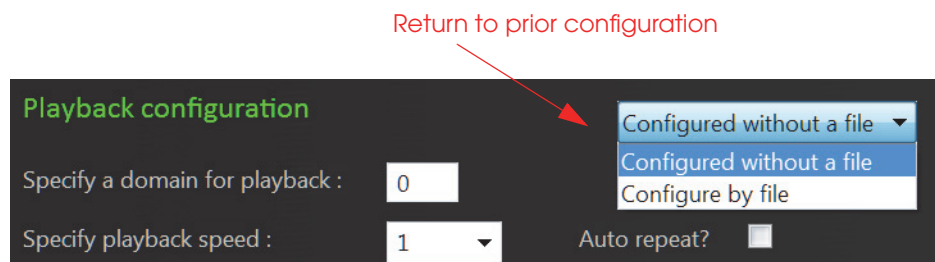 Return to prior configuration
Playback configuration
Configured without a file
Configured without a file
Configure by file
Specify a domain for playback :
0
Specify playback speed :
1
Auto repeat?